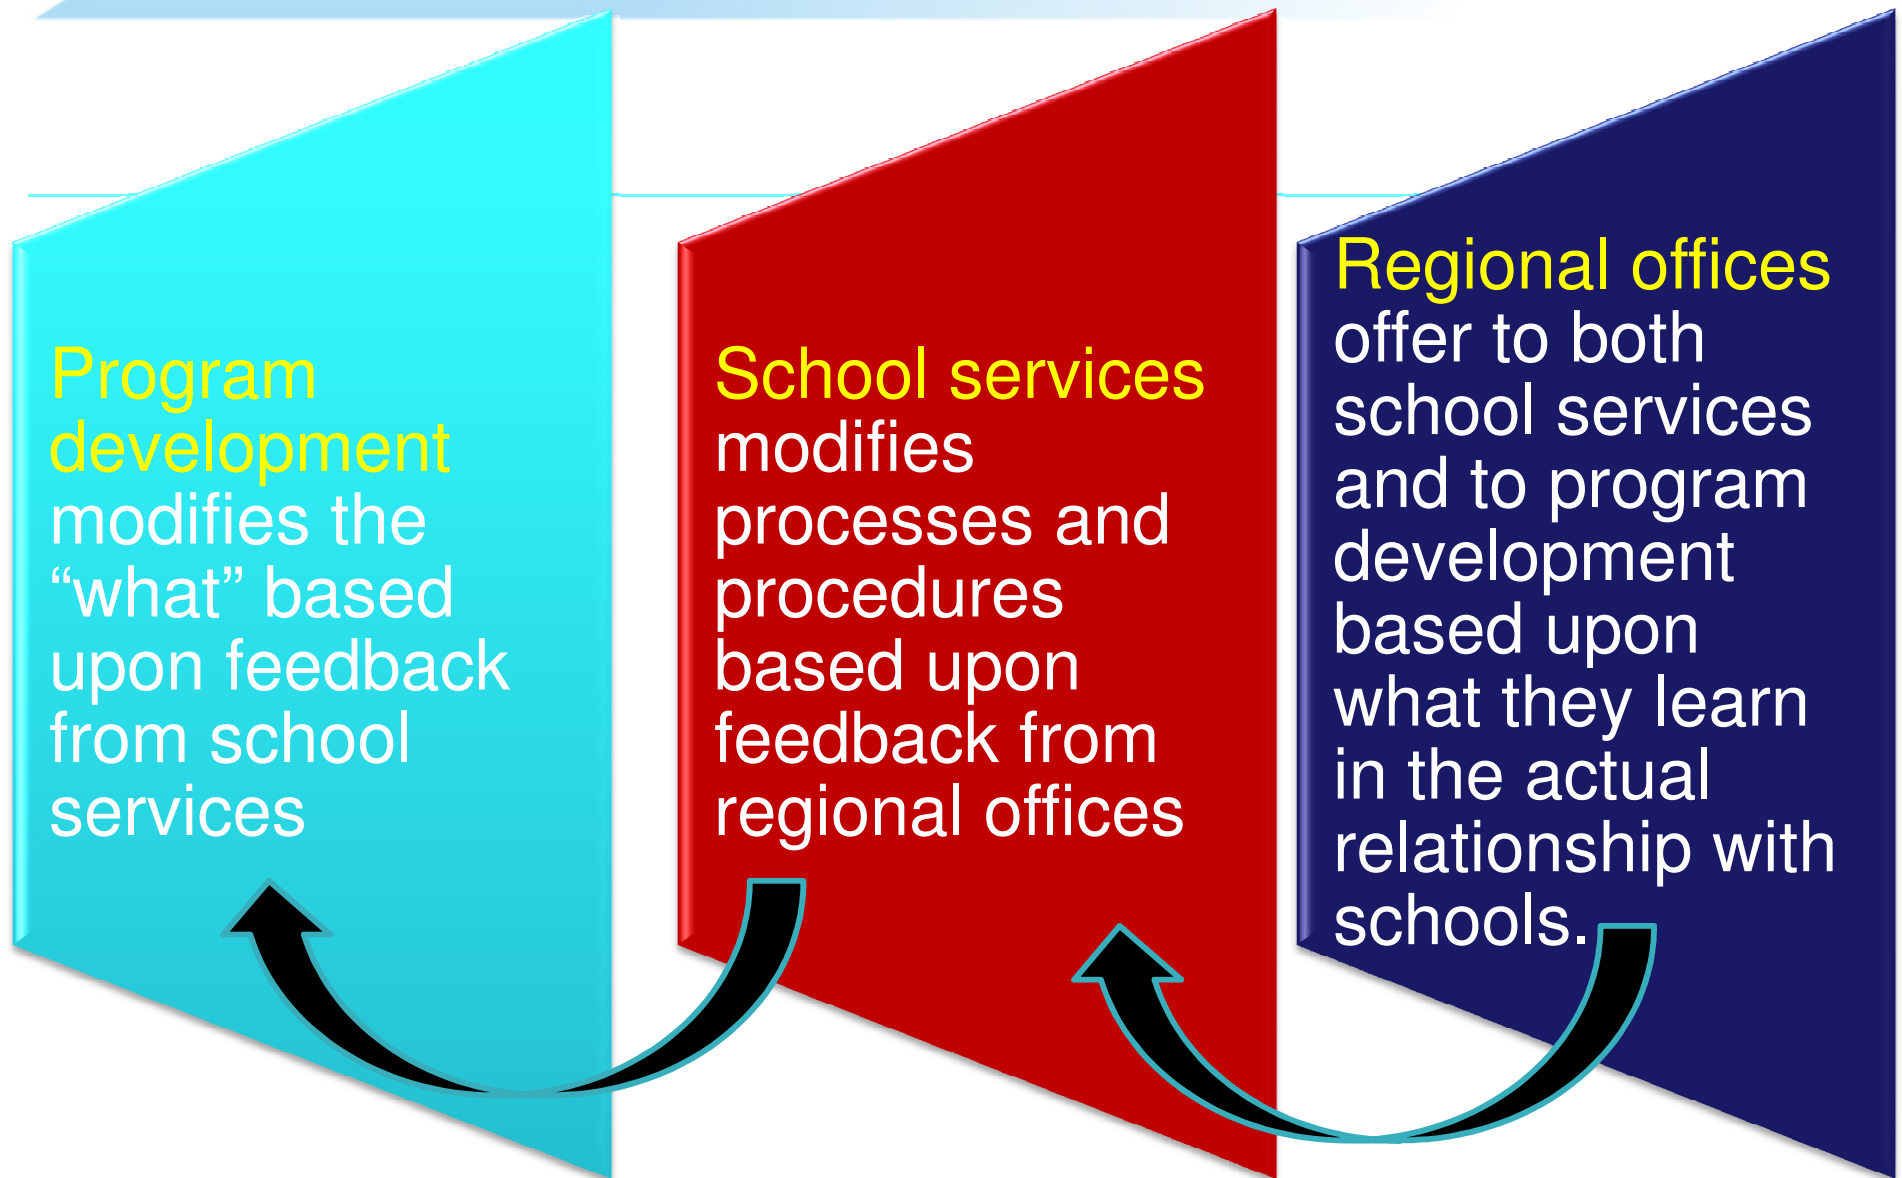 Program
development
modifies the
“what” based
upon feedback
from school
services
School services
modifies
processes and
procedures
based upon
feedback from
regional offices
Regional offices
offer to both
school services
and to program
development
based upon
what they learn
in the actual
relationship with
schools.